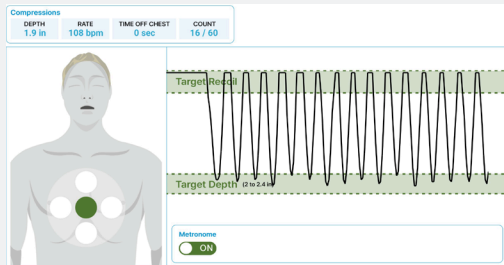 Compressions
DEPTH RATE TIME OFF CHEST COUNT
1.9 in 108 bpm 0 sec 16 / 60
Target Recoil
Target Depth (2 to 2.4 in)
Metronome
ON